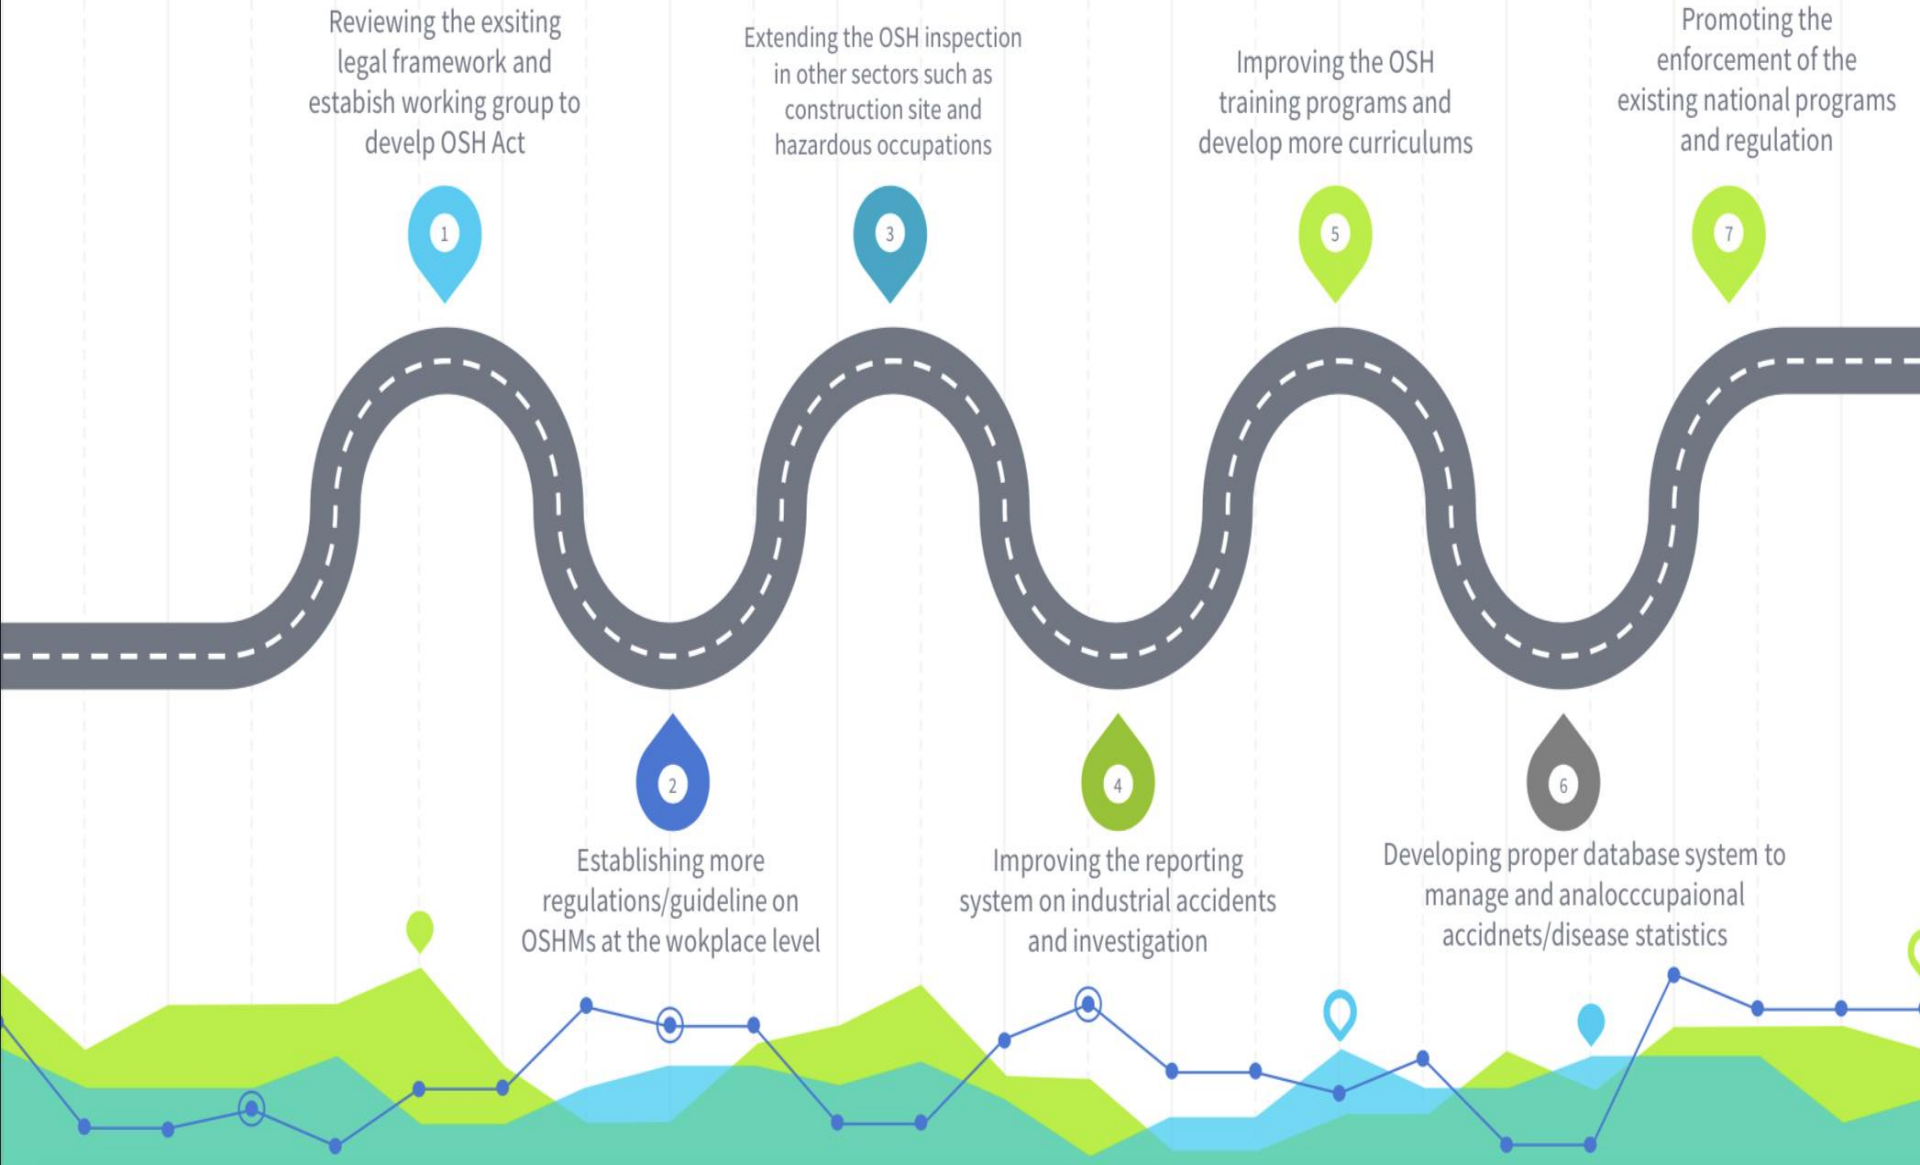 Reviewing the exsiting
legal framework and
estabish working group to
develp OSH Act
1
Establishing more
regulations/guideline on
OSHMs at the wokplace level
2
Extending the OSH inspection
in other sectors such as
construction site and
hazardous occupations
3
Improving the reporting
system on industrial accidents
and investigation
4
Improving the OSH
training programs and
develop more curriculums
5
Developing proper database system to
manage and analocccupaional
accidnets/disease statistics
6
Promoting the
enforcement of the
existing national programs
and regulation
7